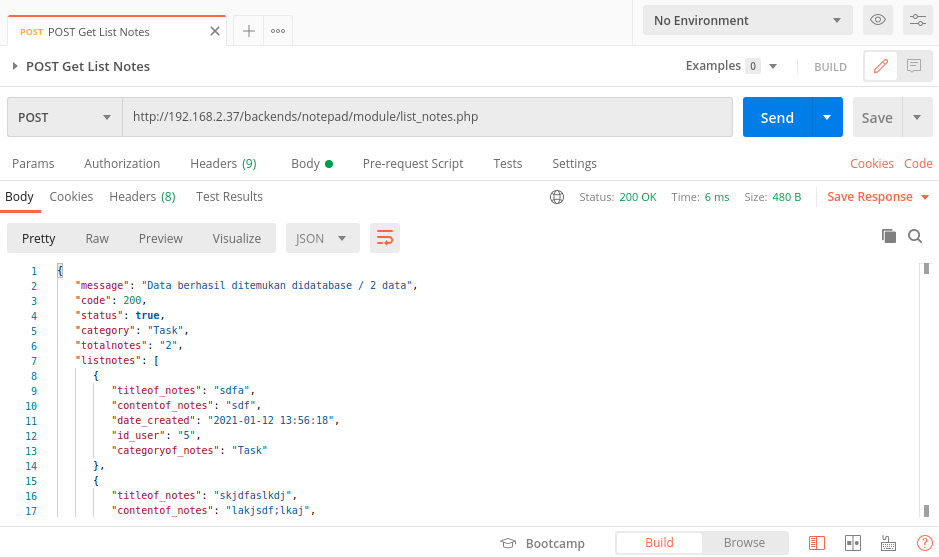 POST POST Get List Notes
No Environment
POST Get List Notes
Examples 0
BUILD
POST
http://192.168.2.37/backends/notepad/module/list_notes.php
Send
Save
Params Authorization Headers (9) Body Pre-request Script Tests Settings Cookies Code
Body Cookies Headers (8) Test Results Status: 200 OK Time: 6 ms Size: 480 B Save Response
Pretty Raw Preview Visualize JSON
1 {
2 "message": "Data berhasil ditemukan didatabase / 2 data",
3 "code": 200,
4 "status": true,
5 "category": "Task",
6 "totalnotes": "2",
7 "listnotes": [
8 {
9 "titleof_notes": "sdfa",
10 "contentof_notes": "sdf",
11 "date_created": "2021-01-12 13:56:18",
12 "id_user": "5",
13 "categoryof_notes": "Task"
14 },
15 {
16 "titleof_notes": "skjdfaslkdj",
17 "contentof_notes": "lakjsdf;lkaj",
Bootcamp Build Browse ?